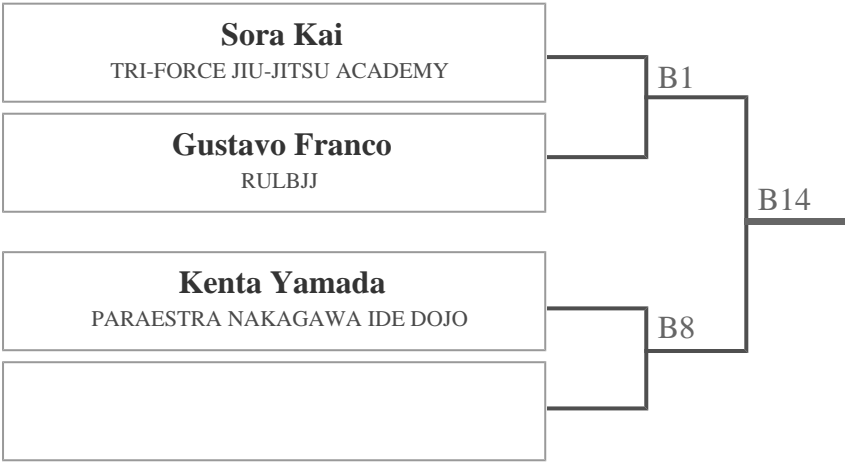 Sora Kai
TRI-FORCE JIU-JITSU ACADEMY
B1
Gustavo Franco
RULBJJ
B14
Kenta Yamada
PARAESTRA NAKAGAWA IDE DOJO
B8